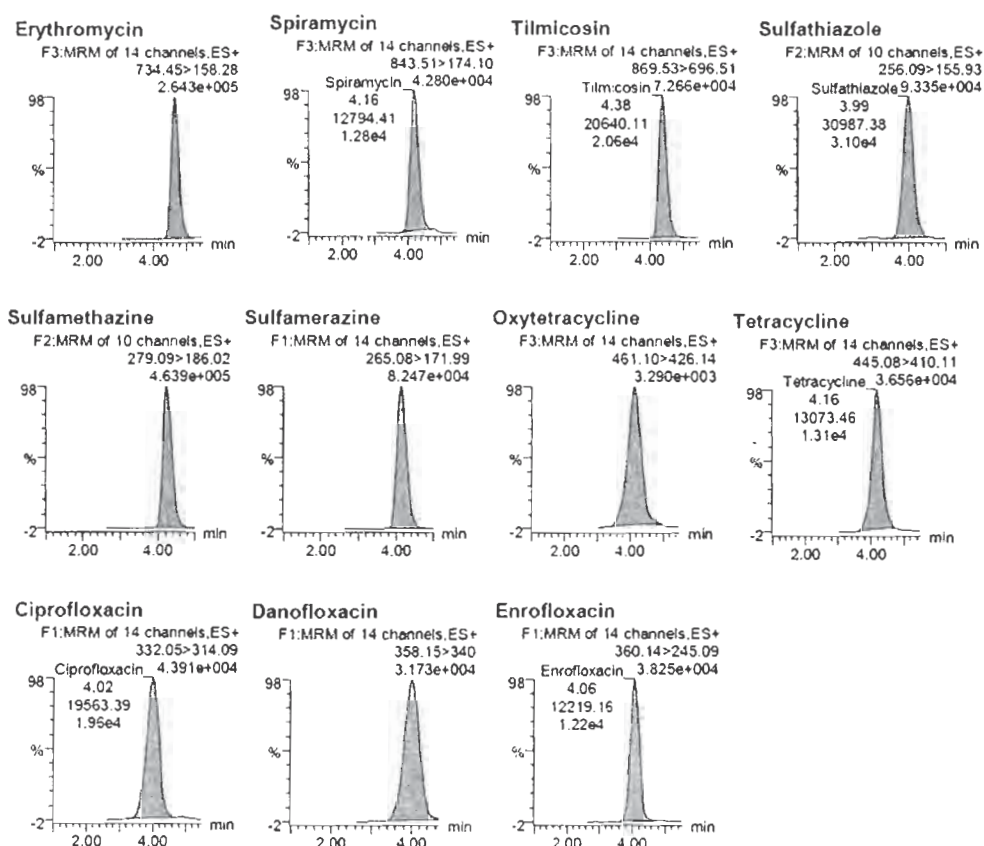 Erythromycin
F3:MRM of 14 channels,ES+
734.45>158.28
2.643e+005
98
%
-2
2.00 4.00
min
Spiramycin
F3:MRM of 14 channels,ES+
843.51>174.10
Spiramycin 4.280e+004
4.16
12794.41
1.28e4
98
%
-2
2.00 4.00
min
Tilmicosin
F3:MRM of 14 channels,ES+
869.53>696.51
Tilm:cosin 7.266e+004
4.38
20640.11
2.06e4
98
%
-2
2.00 4.00
min
Sulfathiazole
F2:MRM of 10 channels,ES+
256.09>155.93
Sulfathiazole 9.335e+004
3.99
30987.38
3.10e4
98
%
-2
2.00 4.00
min
Sulfamethazine
F2:MRM of 10 channels,ES+
279.09>186.02
4.639e+005
98
%
-2
2.00 4.00
min
Sulfamerazine
F1:MRM of 14 channels,ES+
265.08>171.99
8.247e+004
98
%
-2
2.00 4.00
min
Oxytetracycline
F3:MRM of 14 channels,ES+
461.10>426.14
3.290e+003
98
%
-2
2.00 4.00
min
Tetracycline
F3:MRM of 14 channels,ES+
445.08>410.11
Tetracycline 3.656e+004
4.16
13073.46
1.31e4
98
%
-2
2.00 4.00
min
Ciprofloxacin
F1:MRM of 14 channels,ES+
332.05>314.09
Ciprofloxacin 4.391e+004
4.02
19563.39
1.96e4
98
%
-2
2.00 4.00
min
Danofloxacin
F1:MRM of 14 channels,ES+
358.15>340
3.173e+004
98
%
-2
2.00 4.00
min
Enrofloxacin
F1:MRM of 14 channels,ES+
360.14>245.09
Enrofloxacin 3.825e+004
4.06
12219.16
1.22e4
98
%
-2
2.00 4.00
min